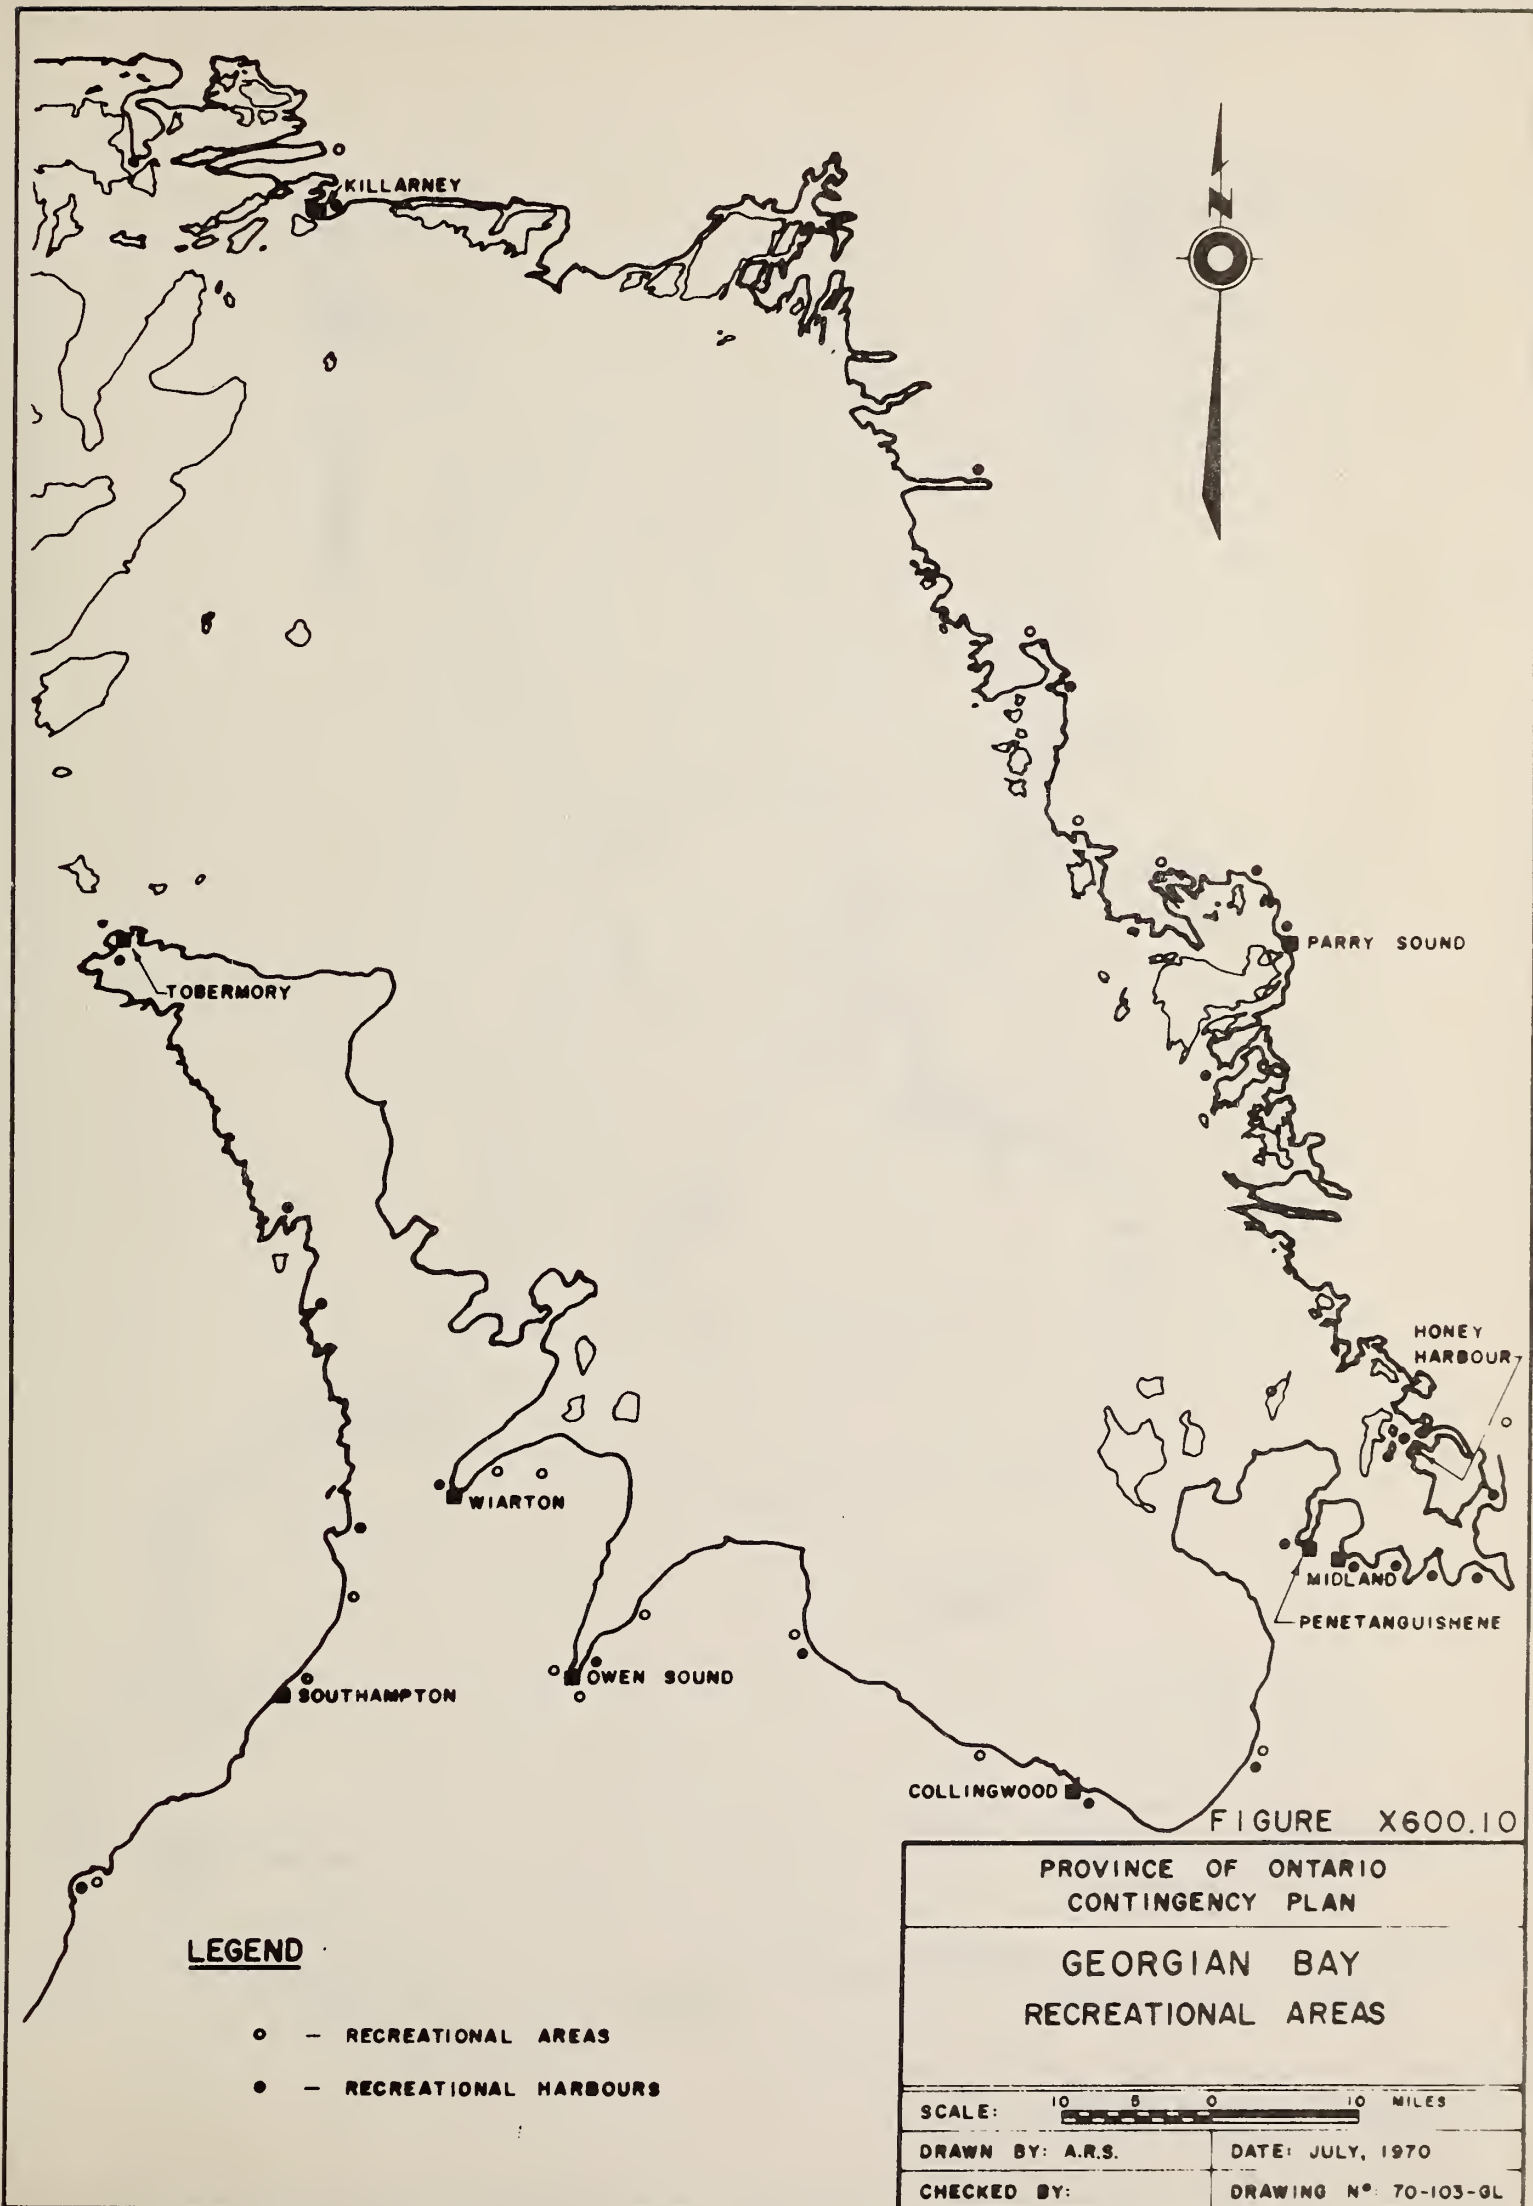 N
KILLARNEY
PARRY SOUND
TOBERMORY
HONEY
HARBOUR
WIARTON
MIDLAND
PENETANGUISHENE
OWEN SOUND
SOUTHAMPTON
COLLINGWOOD
FIGURE X600.10
PROVINCE OF ONTARIO
CONTINGENCY PLAN
GEORGIAN BAY
RECREATIONAL AREAS
LEGEND
– RECREATIONAL AREAS
– RECREATIONAL HARBOURS
SCALE: 10 5 0 10 MILES
DRAWN BY: A.R.S. DATE: JULY, 1970
CHECKED BY: DRAWING Nº: 70-103-GL